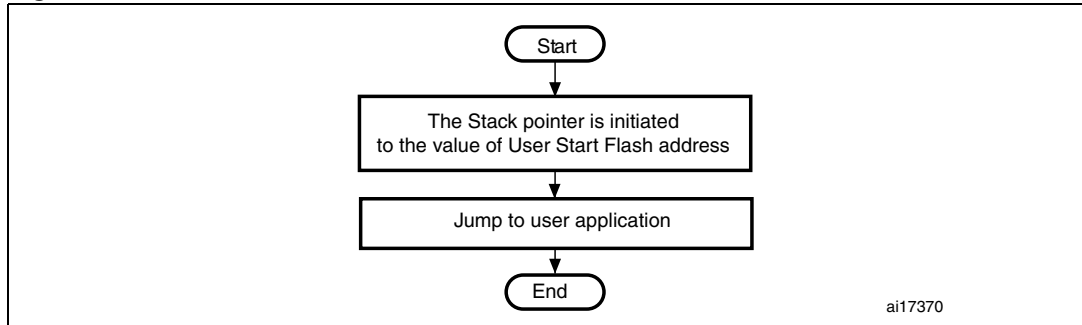 Start
The Stack pointer is initiated
to the value of User Start Flash address
Jump to user application
End
ai17370